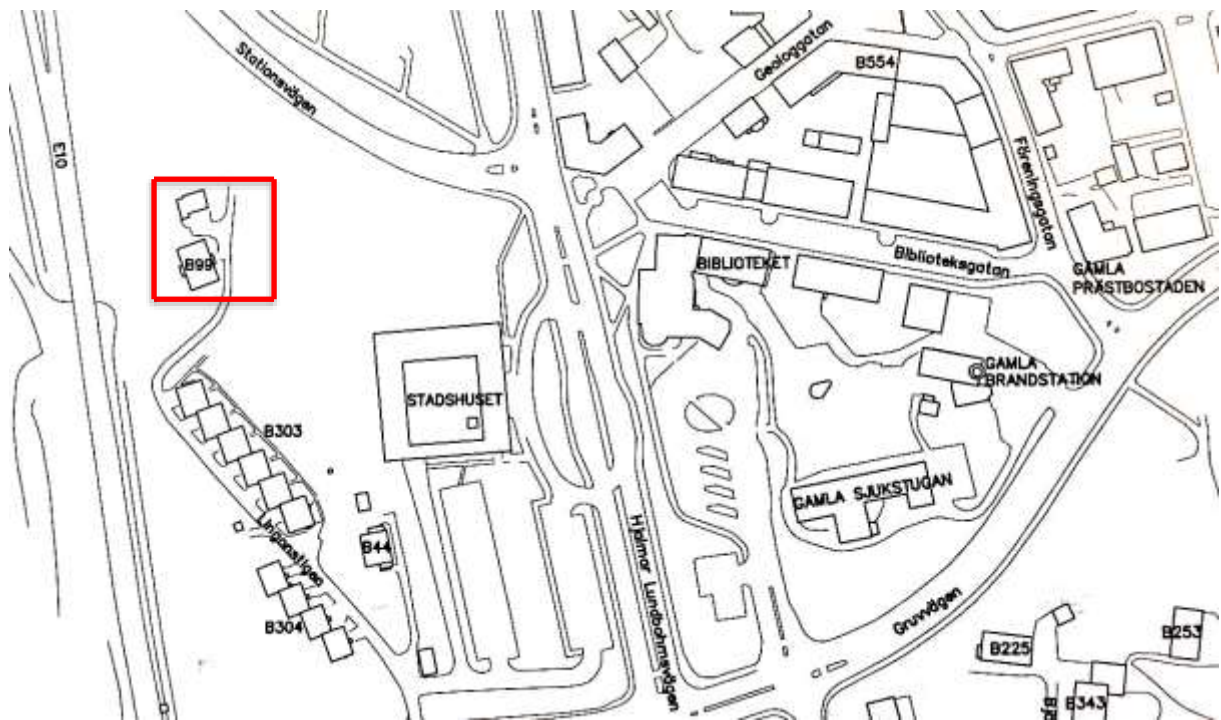 Stationsvägen
Geologgatan
B554
E10
Föreningsgatan
B99
BIBLIOTEKET
Biblioteksgatan
GAMLA
PRÄSTBOSTADEN
GAMLA
BRANDSTATION
STADSHUSET
B303
GAMLA SJUKSTUGAN
Hjalmar Lundbohmsvägen
Ingonstigen
B44
B304
Gruvvägen
B225
B253
B343